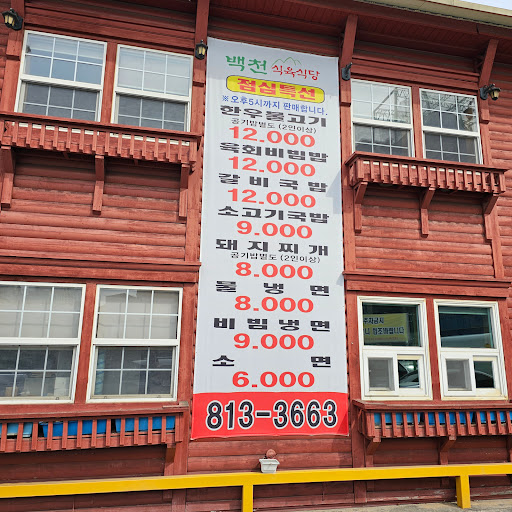 백천 식육식당
점심특선
※오후5시까지 판매합니다.
한우불고기
공기밥별도 (2인이상)
12.000
육회비빔밥
12.000
갈비국밥
12.000
소고기국밥
9.000
돼지찌개
공기밥별도 (2인이상)
8.000
물냉면
8.000
비빔냉면
9.000
소면
6.000
813-3663